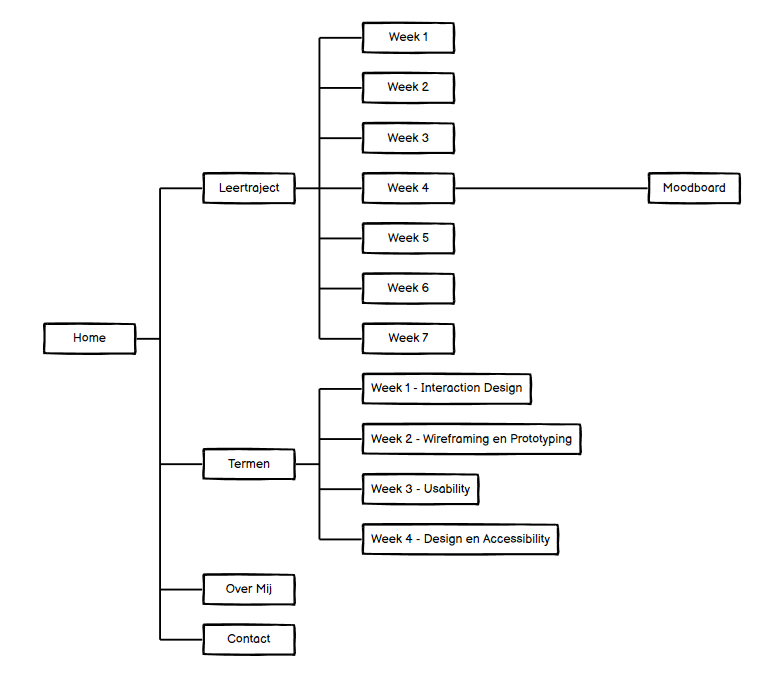 Home
Leertraject
Week 1
Week 2
Week 3
Week 4
Moodboard
Week 5
Week 6
Week 7
Termen
Week 1 - Interaction Design
Week 2 - Wireframing en Prototyping
Week 3 - Usability
Week 4 - Design en Accessibility
Over Mij
Contact